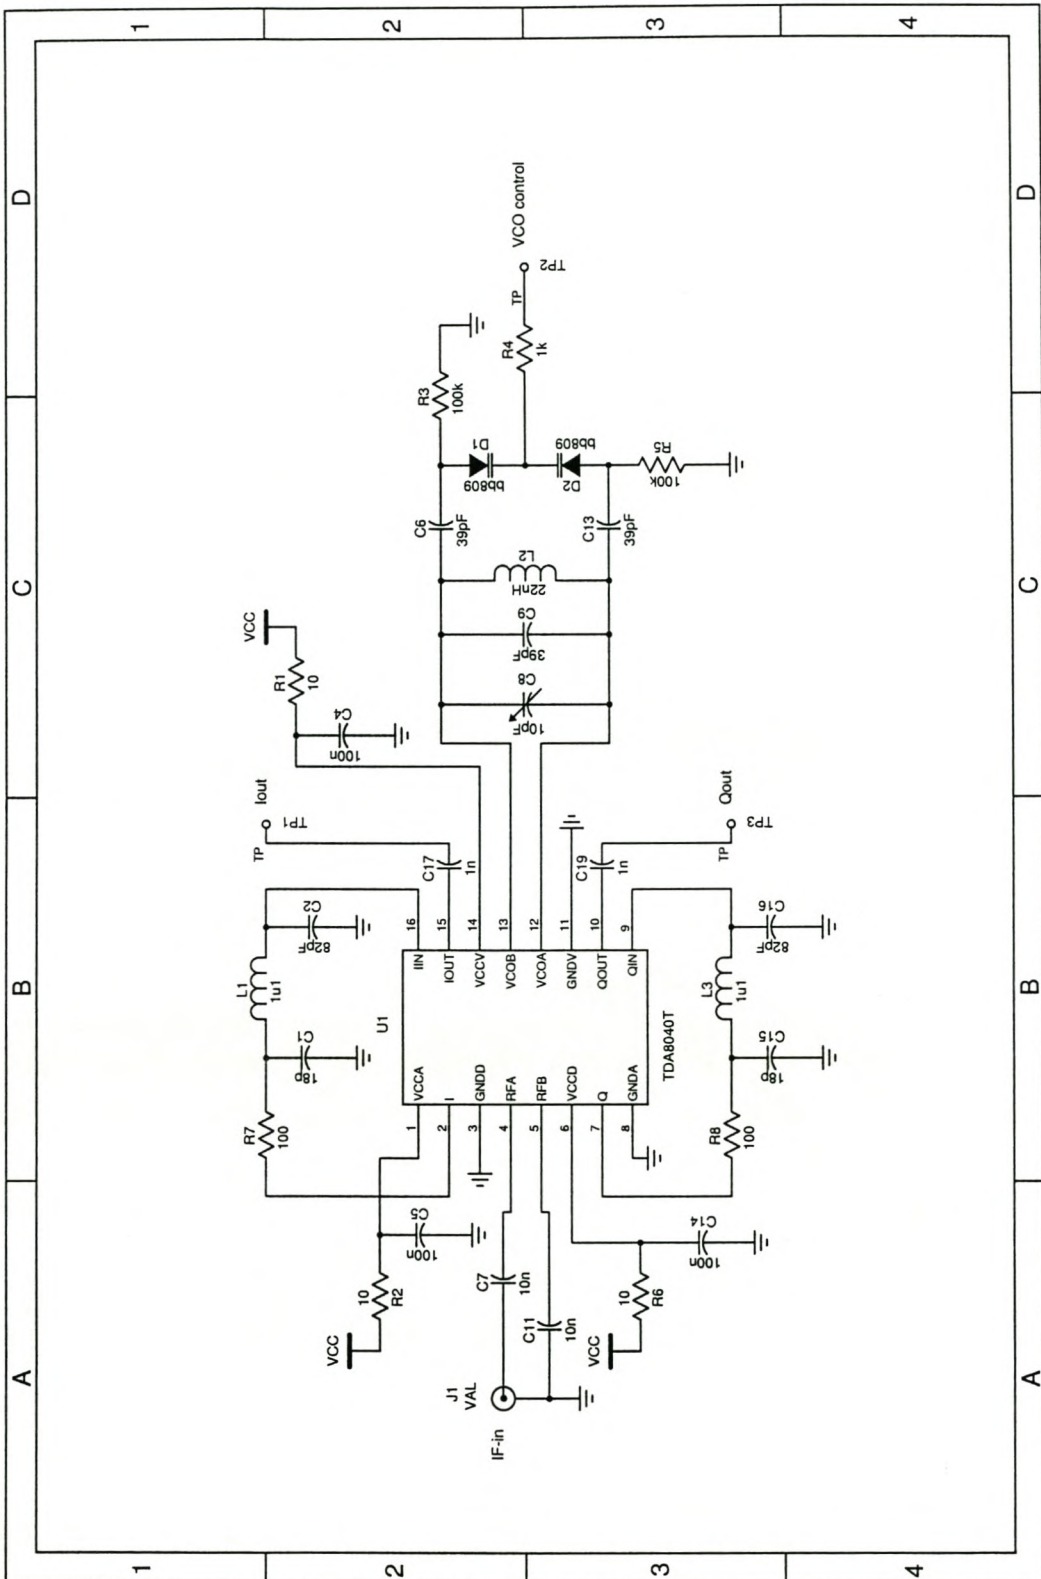 1
2
3
4
D
C
B
A
D
C
B
A
1
2
3
4
VCO control
TP
TP2
R4
1k
R3
100k
D1
bb809
D2
bb809
R5
100k
C6
39pF
C13
39pF
L2
22nH
C9
39pF
C8
10pF
VCC
R1
10
C4
100n
Iout
TP
TP1
C17
1n
Qout
TP
TP3
C19
1n
L1
1u1
C2
82pF
C1
18p
R7
100
U1
TDA8040T
1 VCCA
2 I
3 GNDD
4 RFA
5 RFB
6 VCCD
7 Q
8 GNDA
16 IIN
15 IOUT
14 VCCV
13 VCOB
12 VCOA
11 GNDV
10 QOUT
9 QIN
L3
1u1
C16
82pF
C15
18p
R8
100
VCC
10
R2
C5
100n
C7
10n
C11
10n
J1
VAL
IF-in
VCC
10
R6
C14
100n